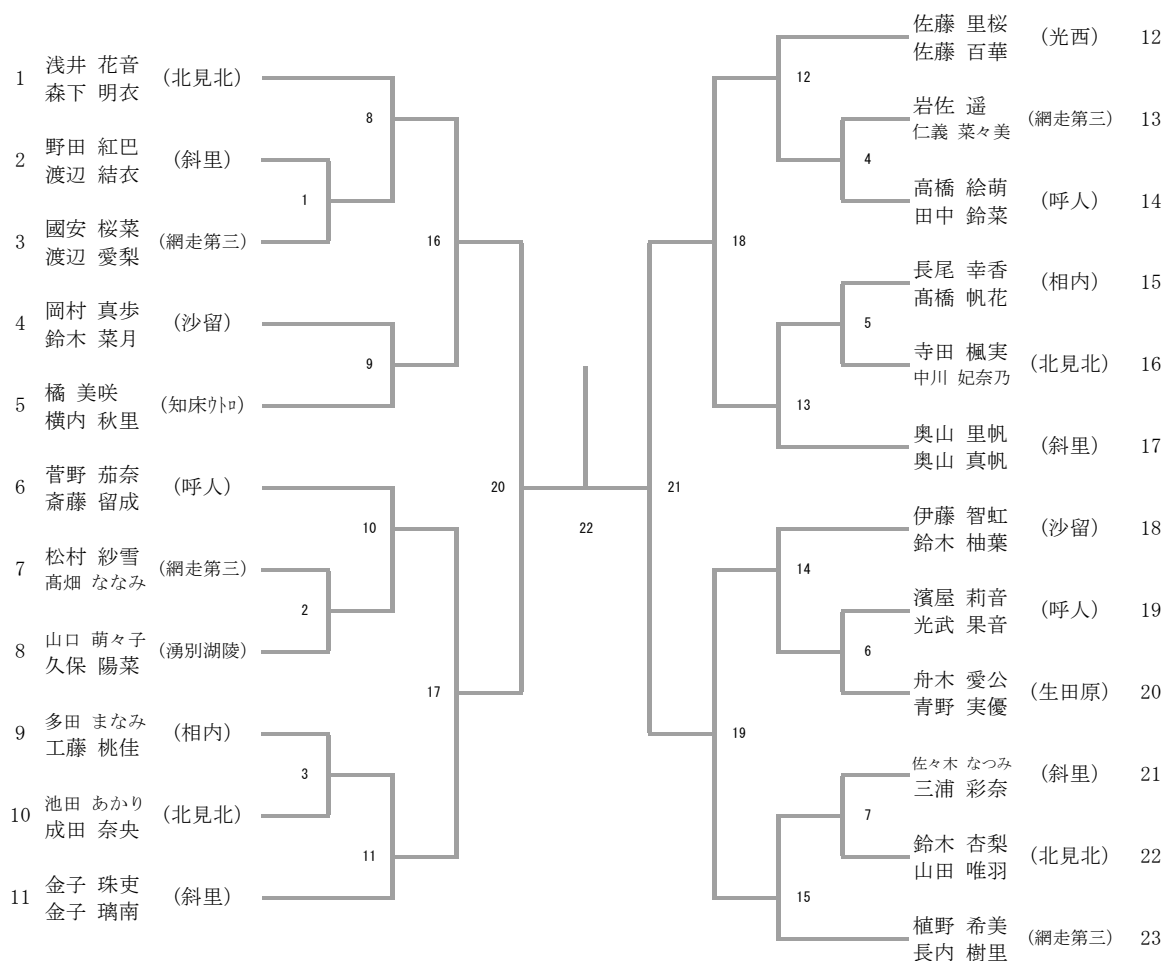 1 浅井 花音 (北見北)
森下 明衣
2 野田 紅巴 (斜里)
渡辺 結衣
3 國安 桜菜 (網走第三)
渡辺 愛梨
4 岡村 真歩 (沙留)
鈴木 菜月
5 橘 美咲 (知床ｳﾄﾛ)
横内 秋里
6 菅野 茄奈 (呼人)
斎藤 留成
7 松村 紗雪 (網走第三)
髙畑 ななみ
8 山口 萌々子 (湧別湖陵)
久保 陽菜
9 多田 まなみ (相内)
工藤 桃佳
10 池田 あかり (北見北)
成田 奈央
11 金子 珠吏 (斜里)
金子 璃南
8
1
16
9
20
10
2
17
3
11
22
21
12
4
18
5
13
14
6
19
7
15
佐藤 里桜 (光西) 12
佐藤 百華
岩佐 遥 (網走第三) 13
仁義 菜々美
高橋 絵萌 (呼人) 14
田中 鈴菜
長尾 幸香 (相内) 15
髙橋 帆花
寺田 楓実 (北見北) 16
中川 妃奈乃
奥山 里帆 (斜里) 17
奥山 真帆
伊藤 智虹 (沙留) 18
鈴木 柚葉
濱屋 莉音 (呼人) 19
光武 果音
舟木 愛公 (生田原) 20
青野 実優
佐々木 なつみ (斜里) 21
三浦 彩奈
鈴木 杏梨 (北見北) 22
山田 唯羽
植野 希美 (網走第三) 23
長内 樹里